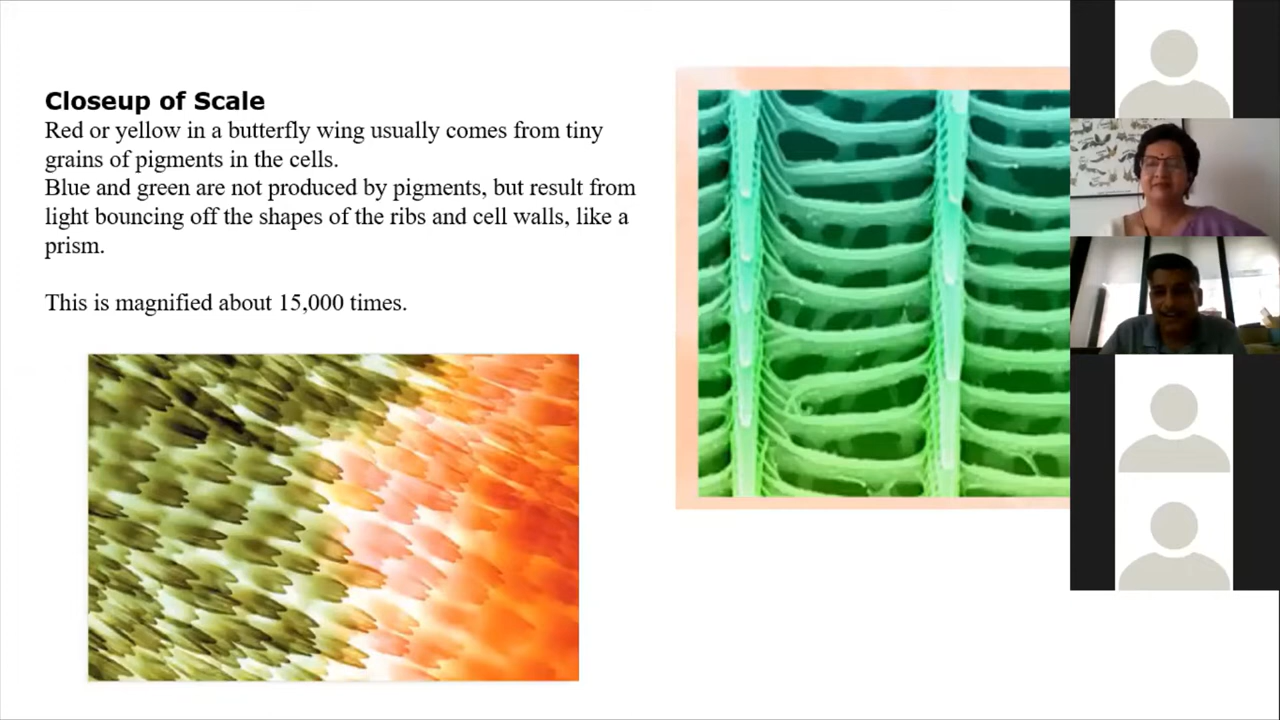 Closeup of Scale
Red or yellow in a butterfly wing usually comes from tiny
grains of pigments in the cells.
Blue and green are not produced by pigments, but result from
light bouncing off the shapes of the ribs and cell walls, like a
prism.
This is magnified about 15,000 times.